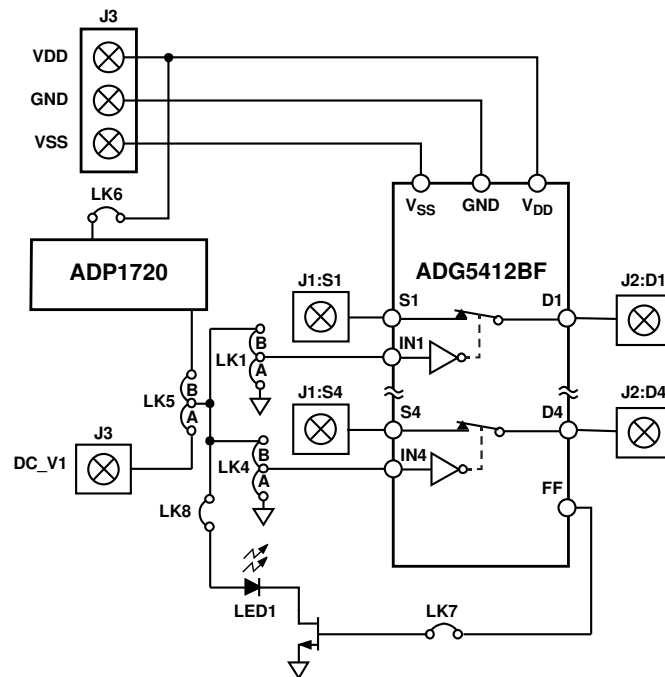 J3
VDD
GND
VSS
LK6
ADP1720
VSS
GND
VDD
ADG5412BF
J1:S1
S1
D1
J2:D1
B
A
LK1
IN1
B
A
LK5
J1:S4
S4
D4
J2:D4
J3
DC_V1
B
A
LK4
IN4
FF
LK8
LED1
LK7